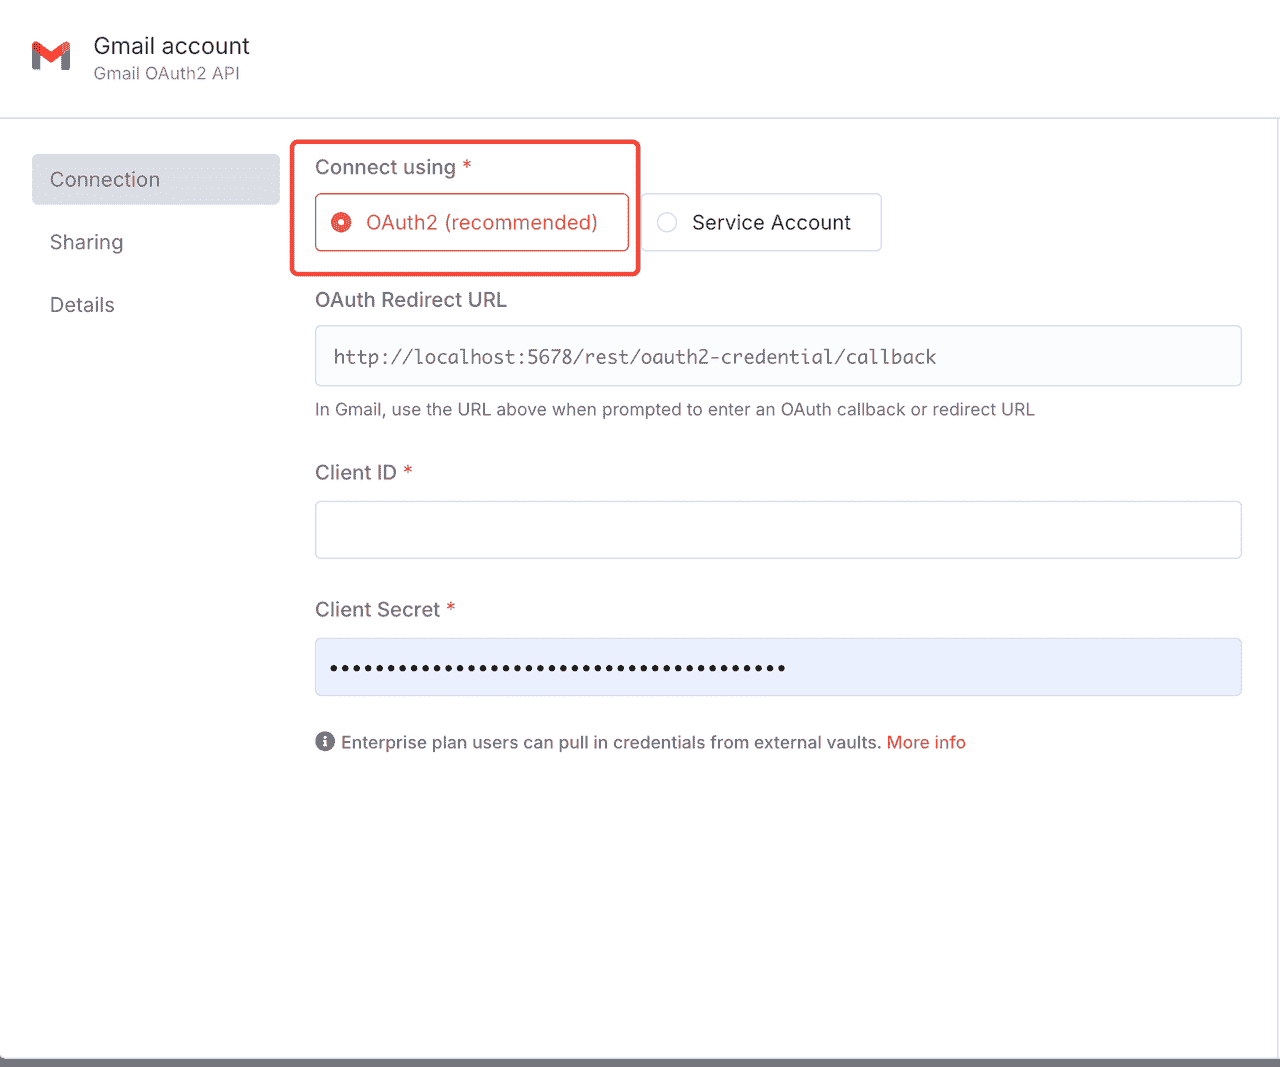 Gmail account
Gmail OAuth2 API
Connection
Sharing
Details
Connect using *
OAuth2 (recommended)
Service Account
OAuth Redirect URL
http://localhost:5678/rest/oauth2-credential/callback
In Gmail, use the URL above when prompted to enter an OAuth callback or redirect URL
Client ID *
Client Secret *
••••••••••••••••••••••••••••••••••••••••
Enterprise plan users can pull in credentials from external vaults. More info